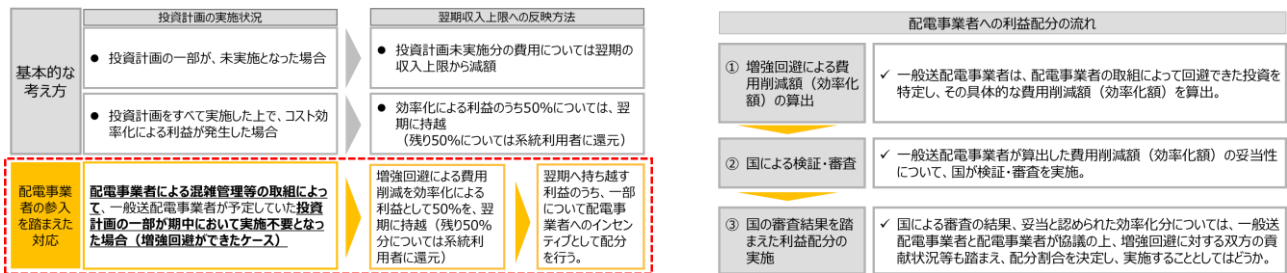 投資計画の実施状況
翌期収入上限への反映方法
基本的な
考え方
● 投資計画の一部が、未実施となった場合
● 投資計画未実施分の費用については翌期の
収入上限から減額
● 投資計画をすべて実施した上で、コスト効
率化による利益が発生した場合
● 効率化による利益のうち50%については、翌
期に持越
（残り50%については系統利用者に還元）
配電事業
者の参入
を踏まえた
対応
配電事業者による混雑管理等の取組によっ
て、一般送配電事業者が予定していた投資
計画の一部が期中において実施不要となっ
た場合（増強回避ができたケース）
増強回避による費用
削減を効率化による
利益として50%を、翌
期に持越（残り50%
分については系統利
用者に還元）
翌期へ持ち越す
利益のうち、一部
について配電事
業者へのインセン
ティブとして配分
を行う。
配電事業者への利益配分の流れ
① 増強回避による費
用削減額（効率化
額）の算出
✓ 一般送配電事業者は、配電事業者の取組によって回避できた投資を
特定し、その具体的な費用削減額（効率化額）を算出。
② 国による検証・審査
✓ 一般送配電事業者が算出した費用削減額（効率化額）の妥当性
について、国が検証・審査を実施。
③ 国の審査結果を踏
まえた利益配分の
実施
✓ 国による審査の結果、妥当と認められた効率化分については、一般送
配電事業者と配電事業者が協議の上、増強回避に対する双方の貢
献状況等も踏まえ、配分割合を決定し、実施することとしてはどうか。